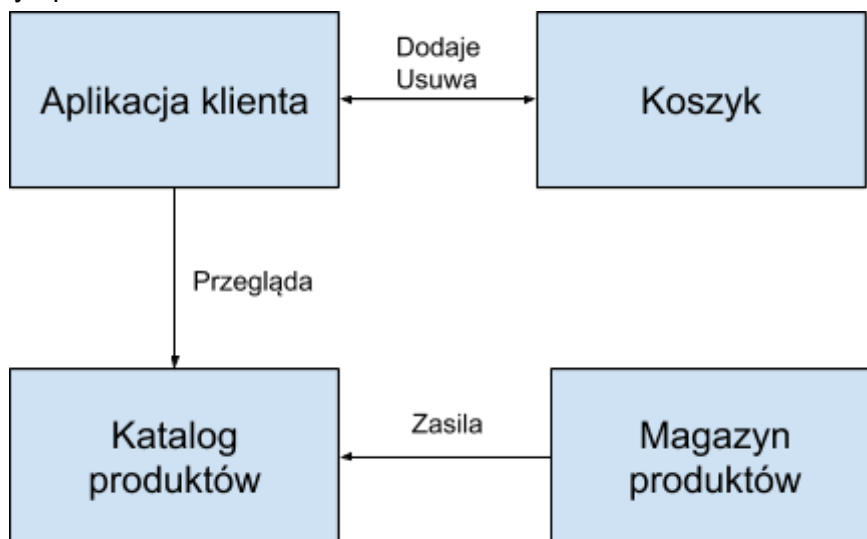 Dodaje
Usuwa
Aplikacja klienta
Koszyk
Przegląda
Katalog
produktów
Zasila
Magazyn
produktów